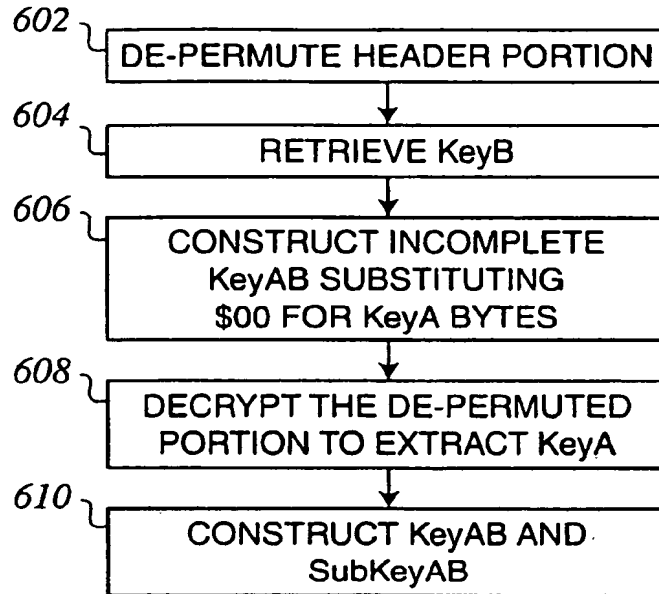 602
DE-PERMUTE HEADER PORTION
604
RETRIEVE KeyB
606
CONSTRUCT INCOMPLETE
KeyAB SUBSTITUTING
$00 FOR KeyA BYTES
608
DECRYPT THE DE-PERMUTED
PORTION TO EXTRACT KeyA
610
CONSTRUCT KeyAB AND
SubKeyAB